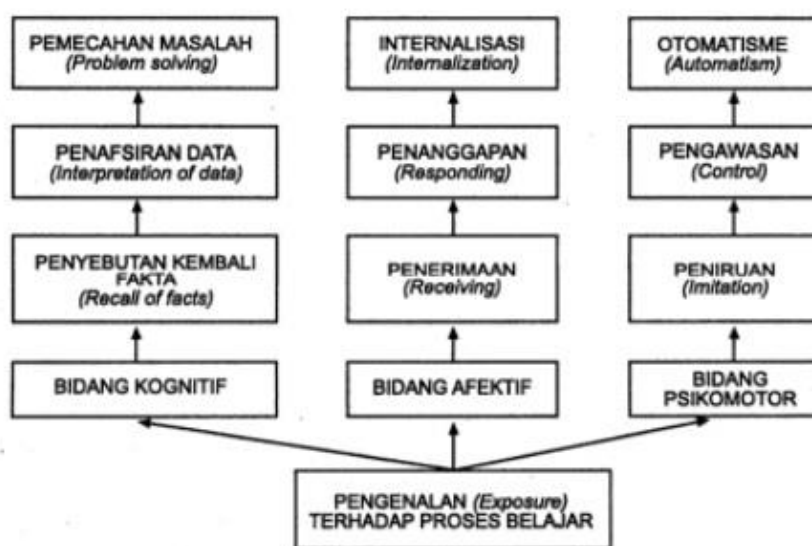 PEMECAHAN MASALAH
(Problem solving)
INTERNALISASI
(Internalization)
OTOMATISME
(Automatism)
PENAFSIRAN DATA
(Interpretation of data)
PENANGGAPAN
(Responding)
PENGAWASAN
(Control)
PENYEBUTAN KEMBALI
FAKTA
(Recall of facts)
PENERIMAAN
(Receiving)
PENIRUAN
(Imitation)
BIDANG KOGNITIF
BIDANG AFEKTIF
BIDANG
PSIKOMOTOR
PENGENALAN (Exposure)
TERHADAP PROSES BELAJAR